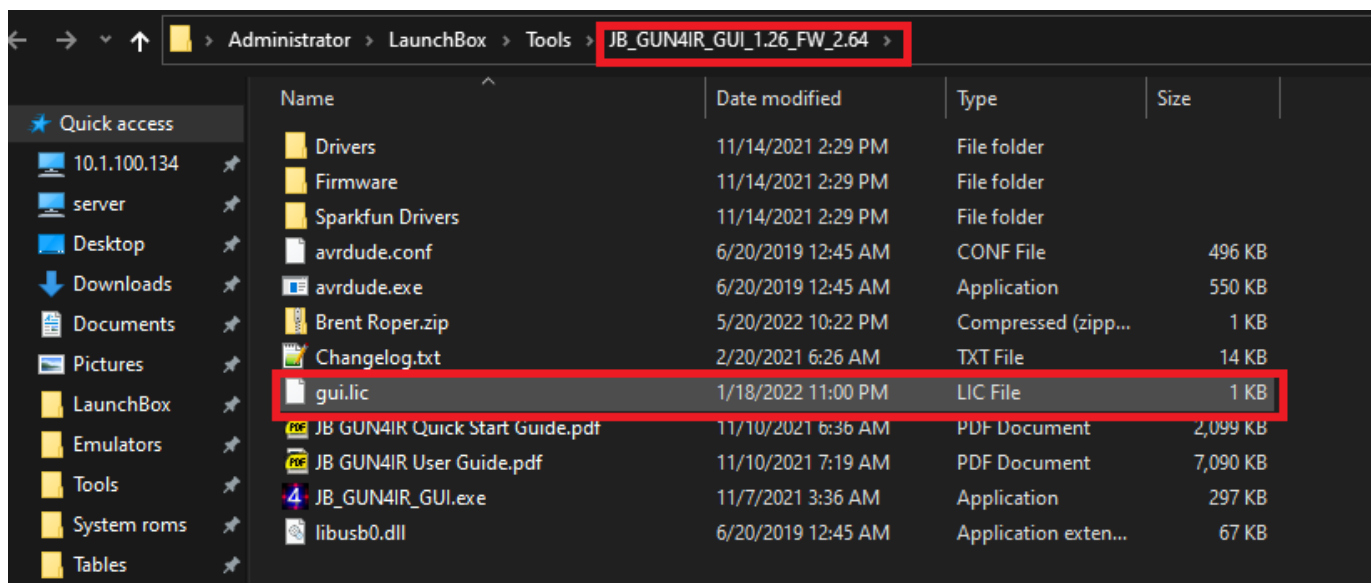 Administrator > LaunchBox > Tools > JB_GUN4IR_GUI_1.26_FW_2.64 >
Name Date modified Type Size
Quick access
10.1.100.134
server
Desktop
Downloads
Documents
Pictures
LaunchBox
Emulators
Tools
System roms
Tables
Drivers 11/14/2021 2:29 PM File folder
Firmware 11/14/2021 2:29 PM File folder
Sparkfun Drivers 11/14/2021 2:29 PM File folder
avrdude.conf 6/20/2019 12:45 AM CONF File 496 KB
avrdude.exe 6/20/2019 12:45 AM Application 550 KB
Brent Roper.zip 5/20/2022 10:22 PM Compressed (zipp... 1 KB
Changelog.txt 2/20/2021 6:26 AM TXT File 14 KB
gui.lic 1/18/2022 11:00 PM LIC File 1 KB
JB GUN4IR Quick Start Guide.pdf 11/10/2021 6:36 AM PDF Document 2,099 KB
JB GUN4IR User Guide.pdf 11/10/2021 7:19 AM PDF Document 7,090 KB
JB_GUN4IR_GUI.exe 11/7/2021 3:36 AM Application 297 KB
libusb0.dll 6/20/2019 12:45 AM Application exten... 67 KB